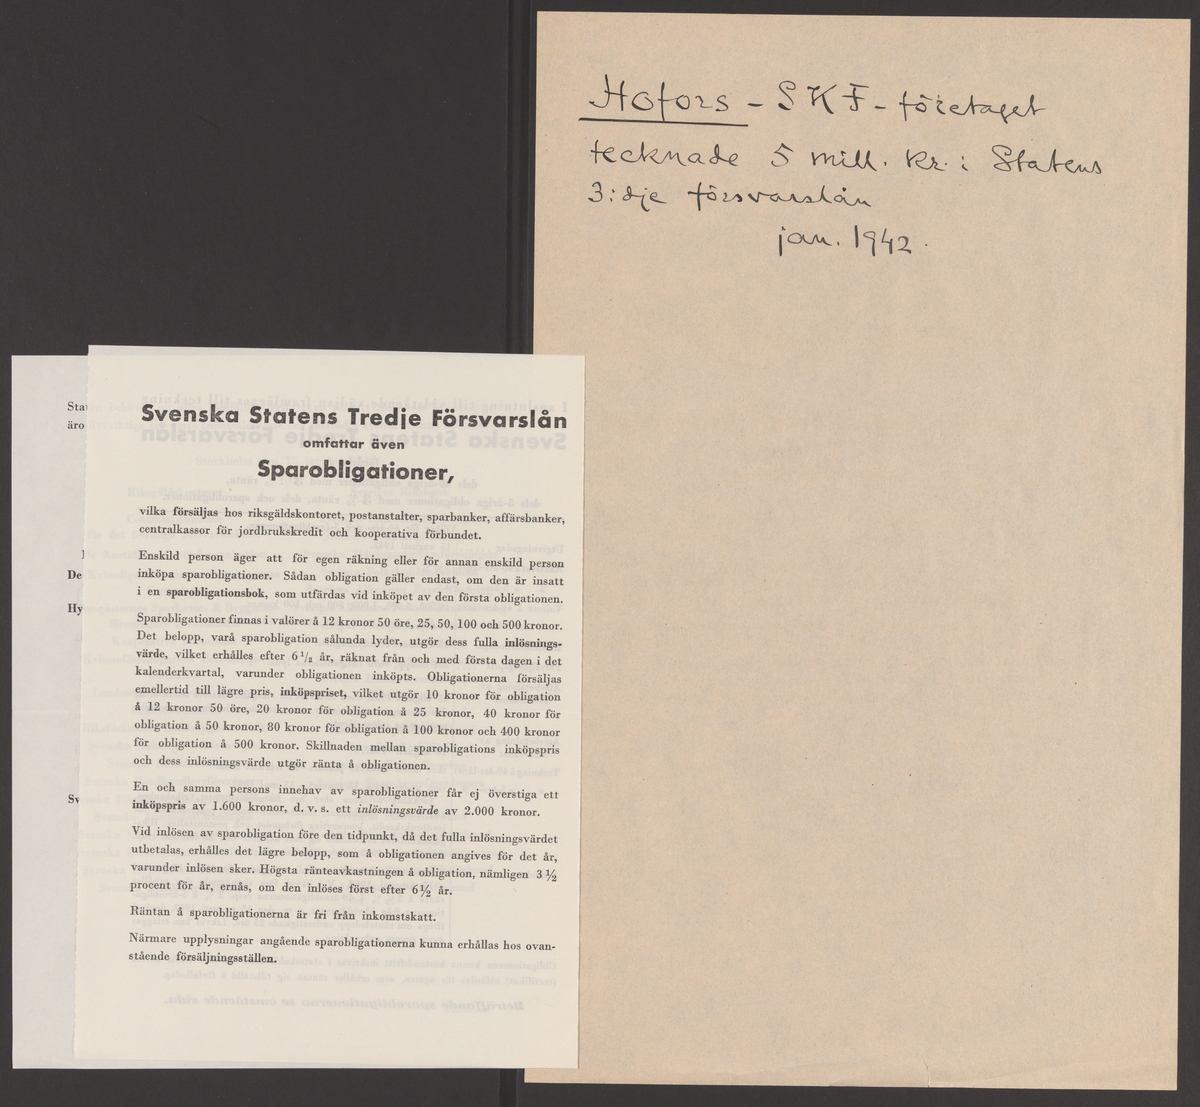 Hofors - SKF - företaget
tecknade 5 mill. kr. i Statens
3:dje försvarslån
jan. 1942.
Sta
äro
De
Hy
Sv
Svenska Statens Tredje Försvarslån
omfattar även
Sparobligationer,
vilka försäljas hos riksgäldskontoret, postanstalter, sparbanker, affärsbanker,
centralkassor för jordbrukskredit och kooperativa förbundet.
Enskild person äger att för egen räkning eller för annan enskild person
inköpa sparobligationer. Sådan obligation gäller endast, om den är insatt
i en sparobligationsbok, som utfärdas vid inköpet av den första obligationen.
Sparobligationer finnas i valörer å 12 kronor 50 öre, 25, 50, 100 och 500 kronor.
Det belopp, varå sparobligation sålunda lyder, utgör dess fulla inlösnings-
värde, vilket erhålles efter 6 1/2 år, räknat från och med första dagen i det
kalenderkvartal, varunder obligationen inköpts. Obligationerna försäljas
emellertid till lägre pris, inköpspriset, vilket utgör 10 kronor för obligation
å 12 kronor 50 öre, 20 kronor för obligation å 25 kronor, 40 kronor för
obligation å 50 kronor, 80 kronor för obligation å 100 kronor och 400 kronor
för obligation å 500 kronor. Skillnaden mellan sparobligations inköpspris
och dess inlösningsvärde utgör ränta å obligationen.
En och samma persons innehav av sparobligationer får ej överstiga ett
inköpspris av 1.600 kronor, d. v. s. ett inlösningsvärde av 2.000 kronor.
Vid inlösen av sparobligation före den tidpunkt, då det fulla inlösningsvärdet
utbetalas, erhålles det lägre belopp, som å obligationen angives för det år,
varunder inlösen sker. Högsta ränteavkastningen å obligation, nämligen 3 ½
procent för år, ernås, om den inlöses först efter 6 ½ år.
Räntan å sparobligationerna är fri från inkomstskatt.
Närmare upplysningar angående sparobligationerna kunna erhållas hos ovan-
stående försäljningsställen.